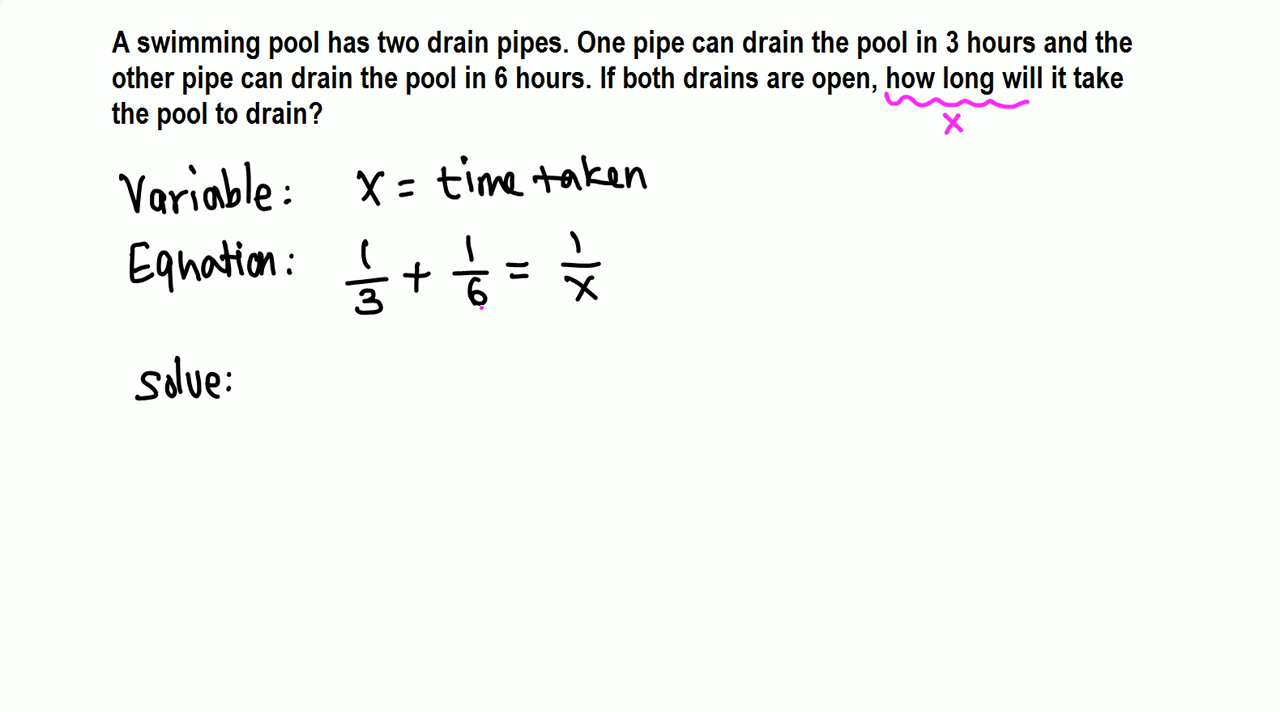 A swimming pool has two drain pipes. One pipe can drain the pool in 3 hours and the
other pipe can drain the pool in 6 hours. If both drains are open, how long will it take
the pool to drain?
x
Variable: x = time taken
Equation: 1/3 + 1/6 = 1/x
solve: